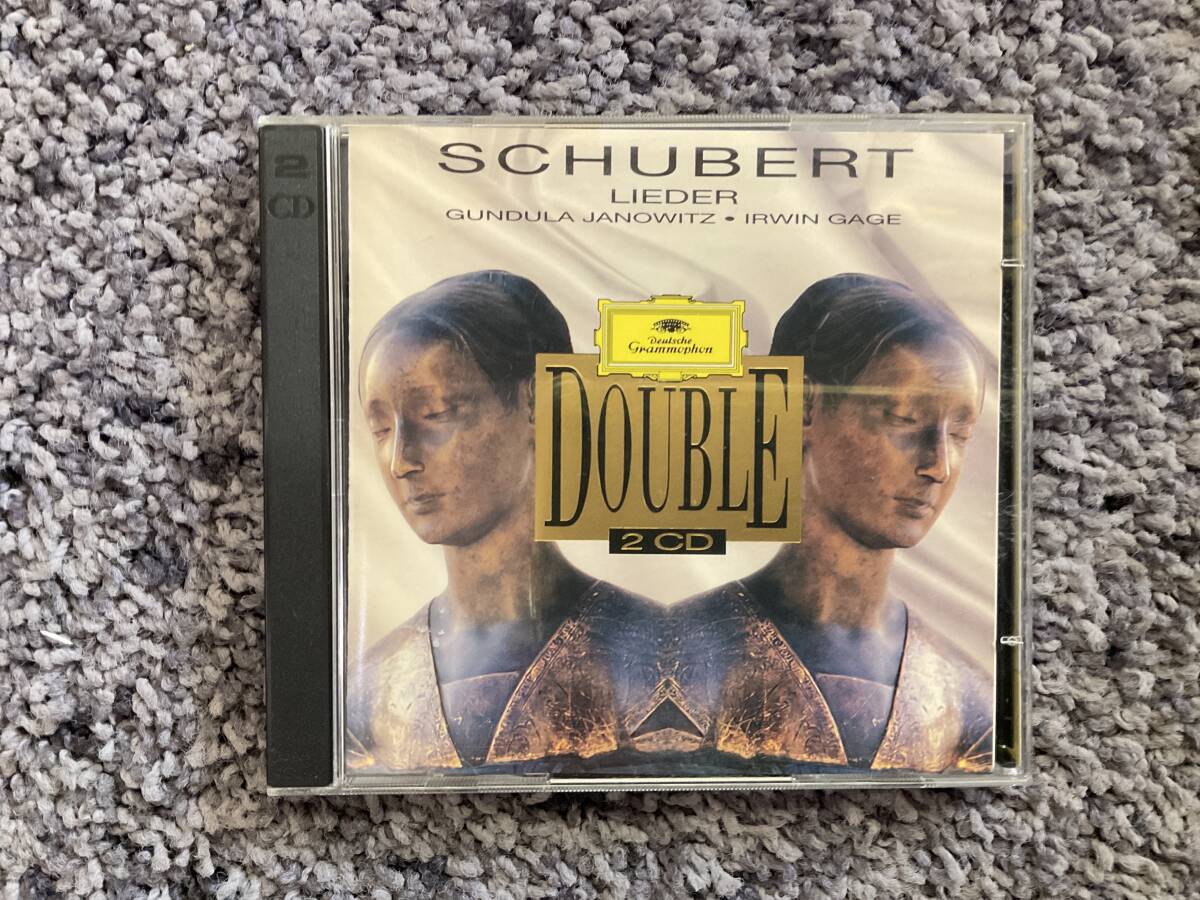 2
CD
SCHUBERT
LIEDER
GUNDULA JANOWITZ • IRWIN GAGE
Deutsche
Grammophon
DOUBLE
2 CD